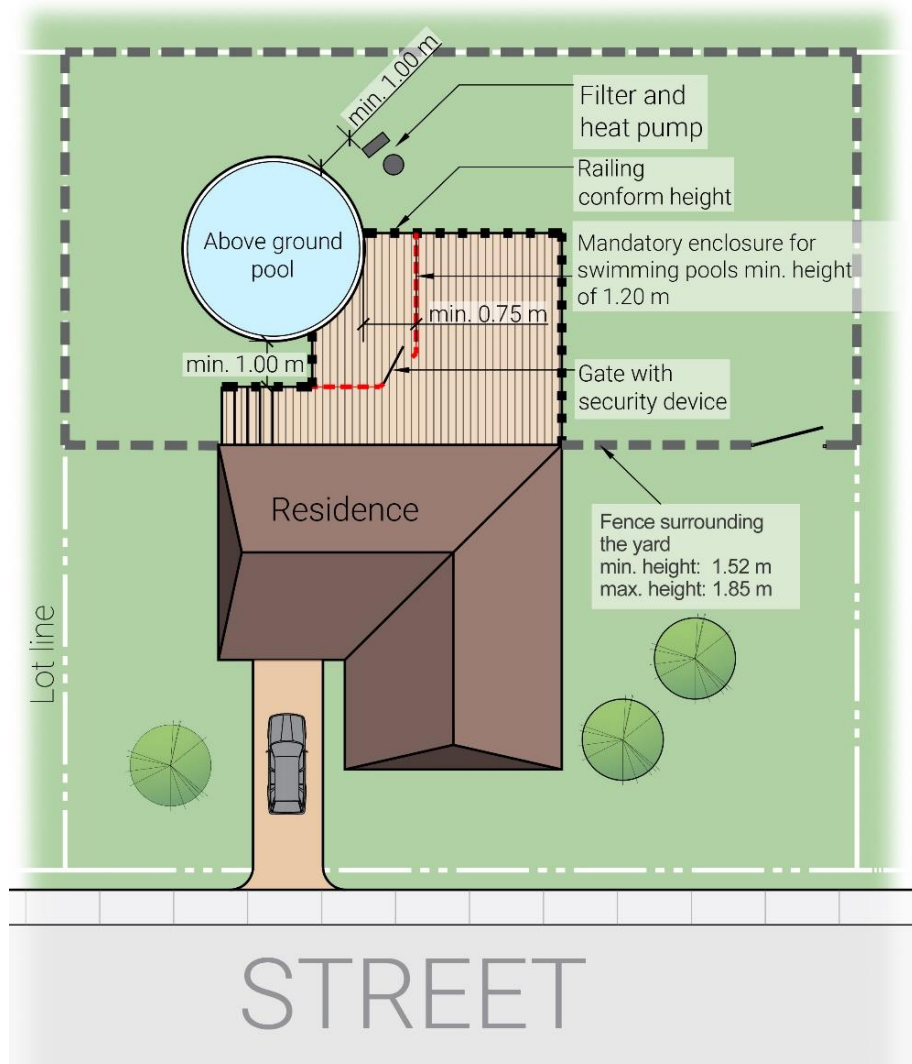 min. 1.00 m
Filter and
heat pump
Railing
conform height
Above ground
pool
Mandatory enclosure for
swimming pools min. height
of 1.20 m
min. 0.75 m
min. 1.00 m
Gate with
security device
Residence
Fence surrounding
the yard
min. height: 1.52 m
max. height: 1.85 m
Lot line
STREET